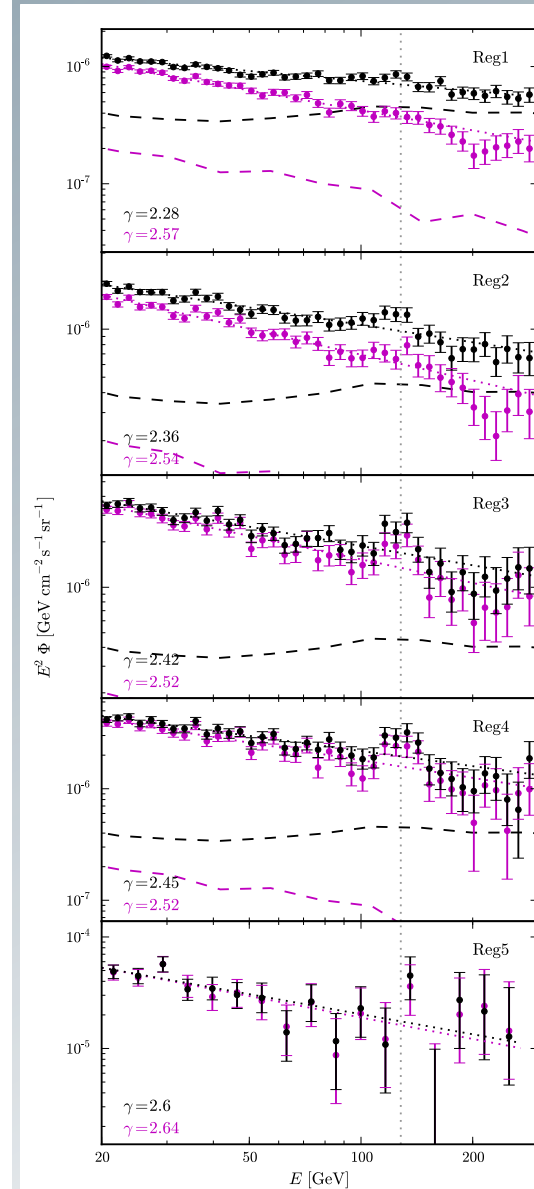 10⁻⁶
Reg1
10⁻⁷
γ=2.28
γ=2.57
Reg2
10⁻⁶
γ=2.36
γ=2.54
Reg3
10⁻⁶
γ=2.42
γ=2.52
E² Φ [GeV cm⁻² s⁻¹ sr⁻¹]
Reg4
10⁻⁶
γ=2.45
10⁻⁷
γ=2.52
10⁻⁴
Reg5
10⁻⁵
γ=2.6
γ=2.64
20 50 100 200
E [GeV]